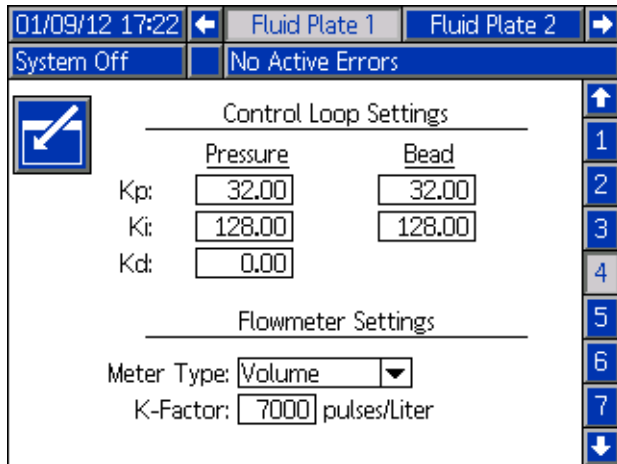 01/09/12 17:22 Fluid Plate 1 Fluid Plate 2
System Off No Active Errors
Control Loop Settings
Pressure Bead
Kp: 32.00 32.00
Ki: 128.00 128.00
Kd: 0.00
Flowmeter Settings
Meter Type: Volume
K-Factor: 7000 pulses/Liter
1
2
3
4
5
6
7